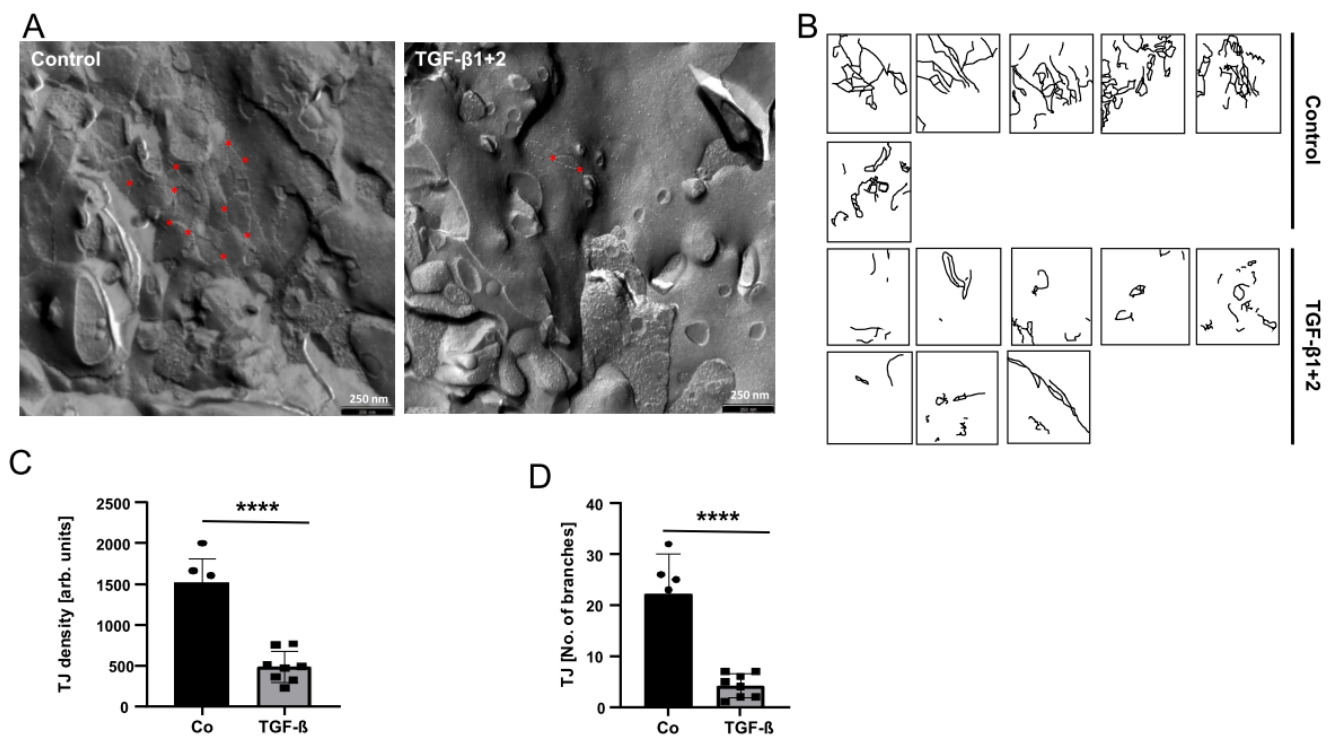 A
B
Control
TGF-β1+2
250 nm
250 nm
Control
TGF-β1+2
C
D
TJ density [arb. units]
2500
2000
1500
1000
500
0
****
Co
TGF-ß
TJ [No. of branches]
40
30
20
10
0
****
Co
TGF-ß